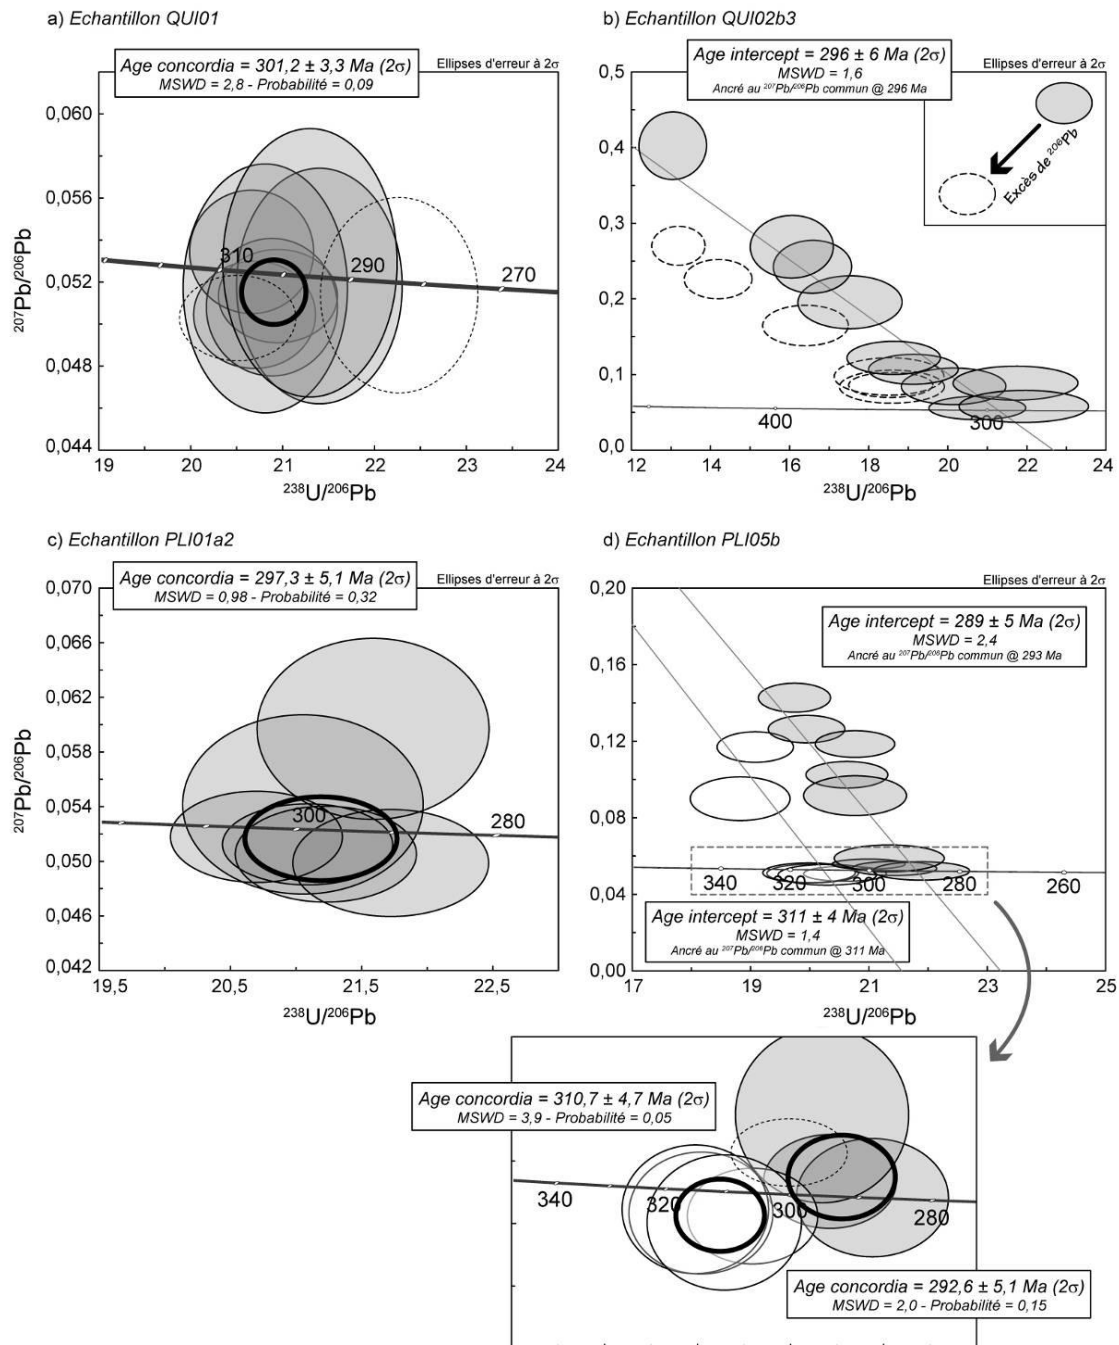 a) Echantillon QUI01
Age concordia = 301,2 ± 3,3 Ma (2σ)
MSWD = 2,8 - Probabilité = 0,09
Ellipses d'erreur à 2σ
0,060
0,056
0,052
0,048
0,044
310
290
270
19
20
21
22
23
24
²⁰⁷Pb/²⁰⁶Pb
²³⁸U/²⁰⁶Pb
b) Echantillon QUI02b3
Age intercept = 296 ± 6 Ma (2σ)
MSWD = 1,6
Ancré au ²⁰⁷Pb/²⁰⁶Pb commun @ 296 Ma
Ellipses d'erreur à 2σ
Excès de ²⁰⁶Pb
0,5
0,4
0,3
0,2
0,1
0,0
400
300
12
14
16
18
20
22
24
²³⁸U/²⁰⁶Pb
c) Echantillon PLI01a2
Age concordia = 297,3 ± 5,1 Ma (2σ)
MSWD = 0,98 - Probabilité = 0,32
Ellipses d'erreur à 2σ
0,070
0,066
0,062
0,058
0,054
0,050
0,046
0,042
300
280
19,5
20,5
21,5
22,5
²⁰⁷Pb/²⁰⁶Pb
²³⁸U/²⁰⁶Pb
d) Echantillon PLI05b
Ellipses d'erreur à 2σ
Age intercept = 289 ± 5 Ma (2σ)
MSWD = 2,4
Ancré au ²⁰⁷Pb/²⁰⁶Pb commun @ 293 Ma
0,20
0,16
0,12
0,08
0,04
0,00
340
320
300
280
260
Age intercept = 311 ± 4 Ma (2σ)
MSWD = 1,4
Ancré au ²⁰⁷Pb/²⁰⁶Pb commun @ 311 Ma
17
19
21
23
25
²³⁸U/²⁰⁶Pb
Age concordia = 310,7 ± 4,7 Ma (2σ)
MSWD = 3,9 - Probabilité = 0,05
340
320
300
280
Age concordia = 292,6 ± 5,1 Ma (2σ)
MSWD = 2,0 - Probabilité = 0,15